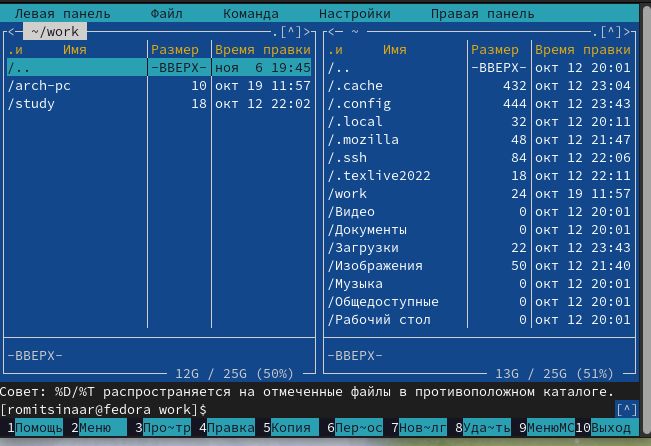 Левая панель Файл Команда Настройки Правая панель
<─ ~/work .[^]> <─ ~ .[^]>
.и Имя Размер Время правки .и Имя Размер Время правки
/.. -ВВЕРХ- ноя 6 19:45 /.. -ВВЕРХ- окт 12 20:01
/arch-pc 10 окт 19 11:57 /.cache 432 окт 12 23:04
/study 18 окт 12 22:02 /.config 444 окт 12 23:43
/.local 32 окт 12 20:11
/.mozilla 48 окт 12 21:47
/.ssh 84 окт 12 22:06
/.texlive2022 18 окт 12 22:11
/work 24 окт 19 11:57
/Видео 0 окт 12 20:01
/Документы 0 окт 12 20:01
/Загрузки 22 окт 12 23:43
/Изображения 50 окт 12 21:40
/Музыка 0 окт 12 20:01
/Общедоступные 0 окт 12 20:01
/Рабочий стол 0 окт 12 20:01
-ВВЕРХ- -ВВЕРХ-
12G / 25G (50%) 13G / 25G (51%)
Совет: %D/%T распространяется на отмеченные файлы в противоположном каталоге.
[romitsinaar@fedora work]$ [^]
1Помощь 2Меню 3Про~тр 4Правка 5Копия 6Пер~ос 7Нов~лг 8Уда~ть 9МенюМС 10Выход